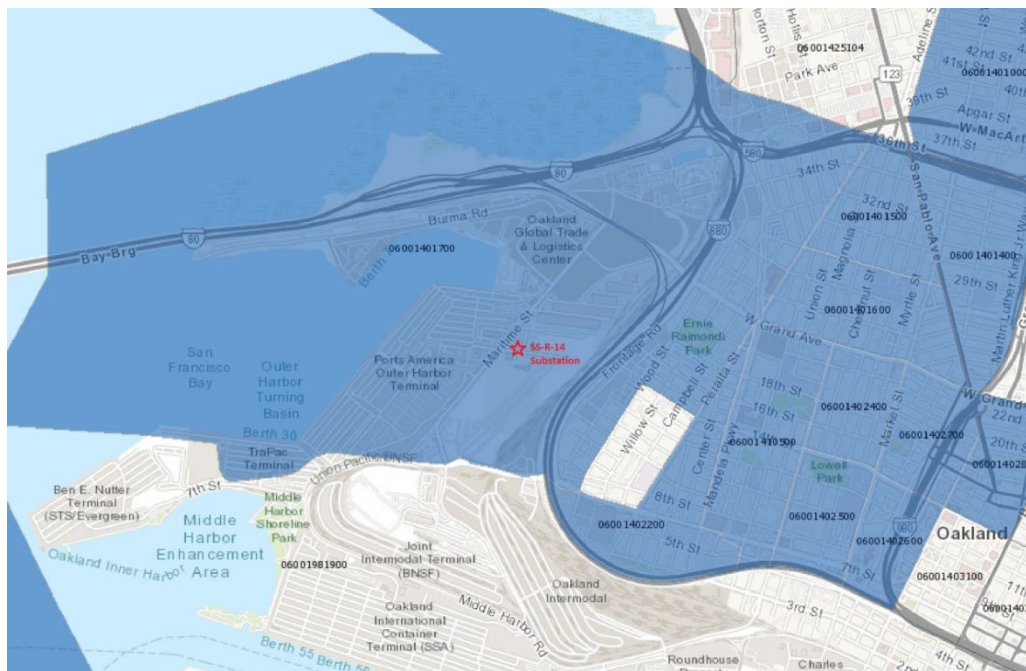 Horton St
Hollis St
Park Ave
06001425104
123
Adeline St
42nd St
41st St
06001401000
40th
39th St
Apgar St
W MacArt
37th St
36th St
580
34th St
San Pablo Ave
80
880
32nd St
06001401500
Magnolia St
Burma Rd
Oakland
Global Trade
& Logistics
Center
06001401700
Berth
80
Bay Brg
06001401400
Union St
Chestnut St
Myrtle St
29th St
Martin Luther King Jr W
06001401600
W Grand Ave
Ernie
Raimondi
Park
Maritime St
SS-R-14
Substation
Frontage Rd
Wood St
Campbell St
Peralta St
San
Francisco
Bay
Outer
Harbor
Turning
Basin
Ports America
Outer Harbor
Terminal
18th St
16th St
14th
06001402400
W Grand
22nd
20th St
Market St
06001402700
Willow St
Center St
Mandela Pkwy
06001410500
Berth 30
TraPac
Terminal
Union Pacific/BNSF
Lowell
Park
Ben E. Nutter
Terminal
(STS/Evergreen)
7th St
Middle
Harbor
Shoreline
Park
Middle
Harbor
Enhancement
Area
Oakland Inner Harbor
8th St
06001402200
06001402500
980
5th St
7th St
06001402600
Oakland
Joint
Intermodal Terminal
(BNSF)
06001981900
Oakland
Intermodal
06001403100
11th
3rd St
Oakland
International
Container
Terminal (SSA)
Middle Harbor Rd
4th St
Berth 55
Berth 56
Roundhouse
Charles